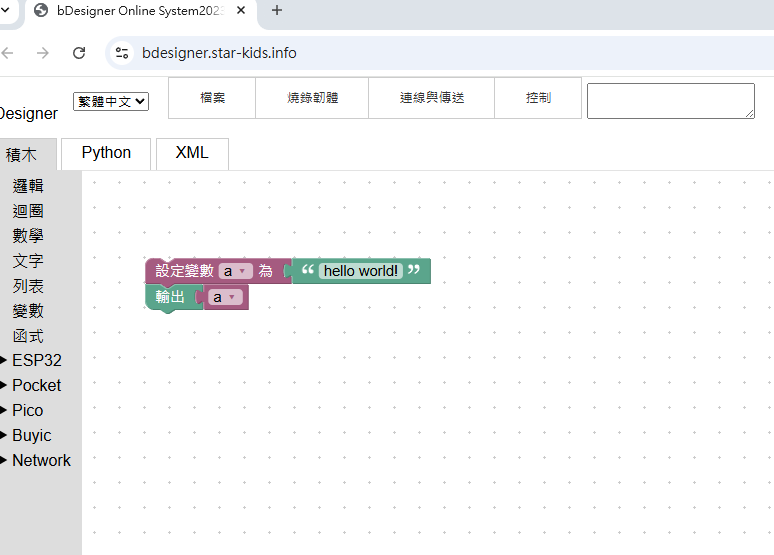 bDesigner Online System202
bdesigner.star-kids.info
Designer 繁體中文 檔案 燒錄韌體 連線與傳送 控制
積木 Python XML
邏輯
迴圈
數學
文字
列表
變數
函式
ESP32
Pocket
Pico
Buyic
Network
設定變數 a 為 “ hello world! ”
輸出 a